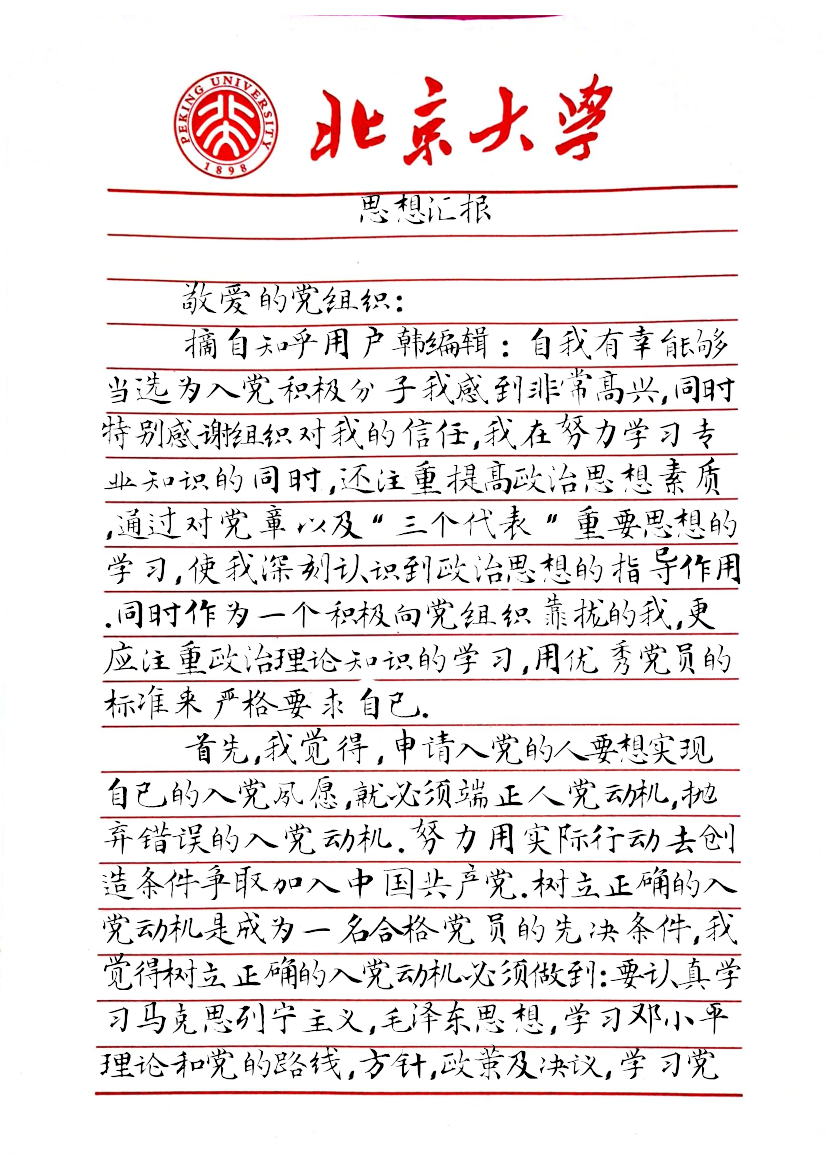 PEKING UNIVERSITY
1898
北京大学
思想汇报
敬爱的党组织:
摘自知乎用户韩编辑:自我有幸能够
当选为入党积极分子我感到非常高兴,同时
特别感谢组织对我的信任,我在努力学习专
业知识的同时,还注重提高政治思想素质
,通过对党章以及"三个代表"重要思想的
学习,使我深刻认识到政治思想的指导作用
.同时作为一个积极向党组织靠拢的我,更
应注重政治理论知识的学习,用优秀党员的
标准来严格要求自己.
首先,我觉得,申请入党的人要想实现
自己的入党夙愿,就必须端正人党动机,抛
弃错误的入党动机.努力用实际行动去创
造条件争取加入中国共产党.树立正确的入
党动机是成为一名合格党员的先决条件,我
觉得树立正确的入党动机必须做到:要认真学
习马克思列宁主义,毛泽东思想,学习邓小平
理论和党的路线,方针,政策及决议,学习党